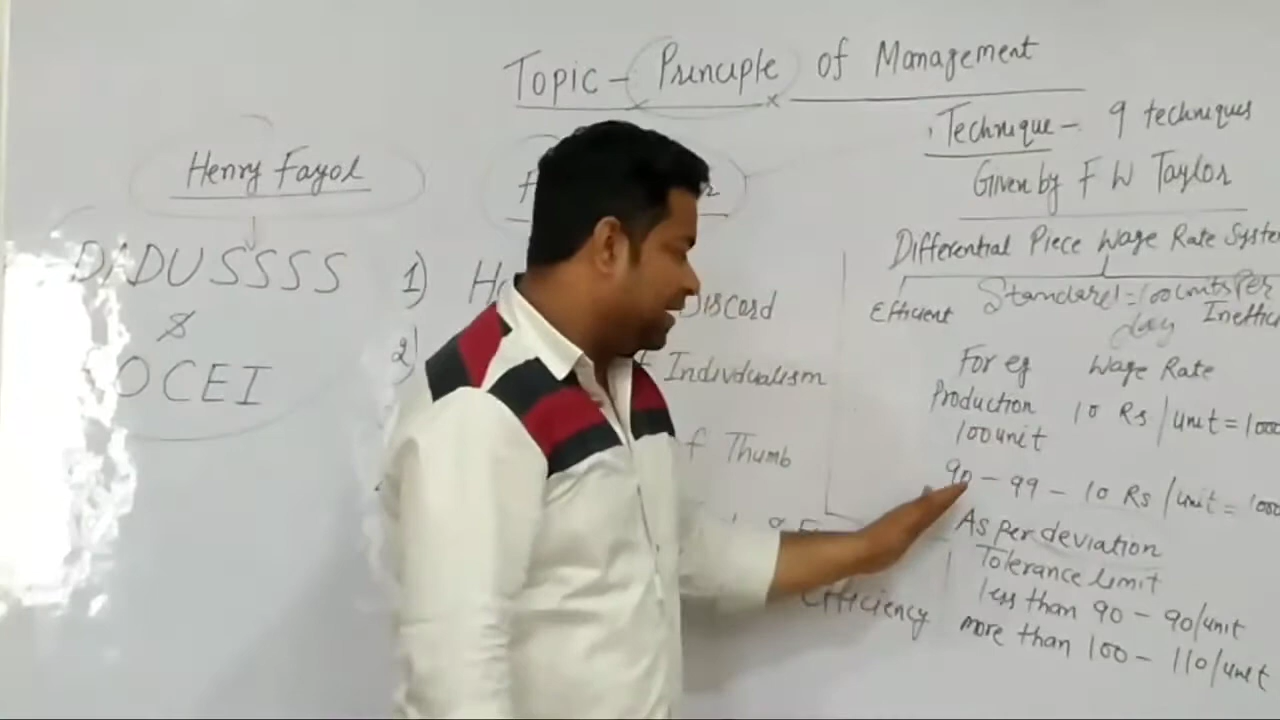 Topic - Principle of Management
Henry Fayol
DADUSSSS
&
OCEI
1)
Discord
2)
Individualism
f Thumb
Efficiency
Technique - 9 techniques
Given by F W Taylor
Differential Piece Wage Rate Syste
Standard = 100 units Per
day
Efficient
Ineffici
For eg Wage Rate
Production 10 Rs / unit = 1000
100 unit
90 - 99 - 10 Rs / unit = 1000
As per deviation
Tolerance limit
less than 90 - 90/unit
more than 100 - 110/unit